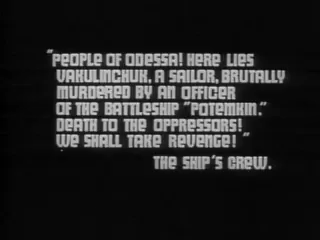 "PEOPLE OF ODESSA! HERE LIES
VAKULINCHUK, A SAILOR, BRUTALLY
MURDERED BY AN OFFICER
OF THE BATTLESHIP "POTEMKIN."
DEATH TO THE OPPRESSORS!
WE SHALL TAKE REVENGE!"
THE SHIP'S CREW.